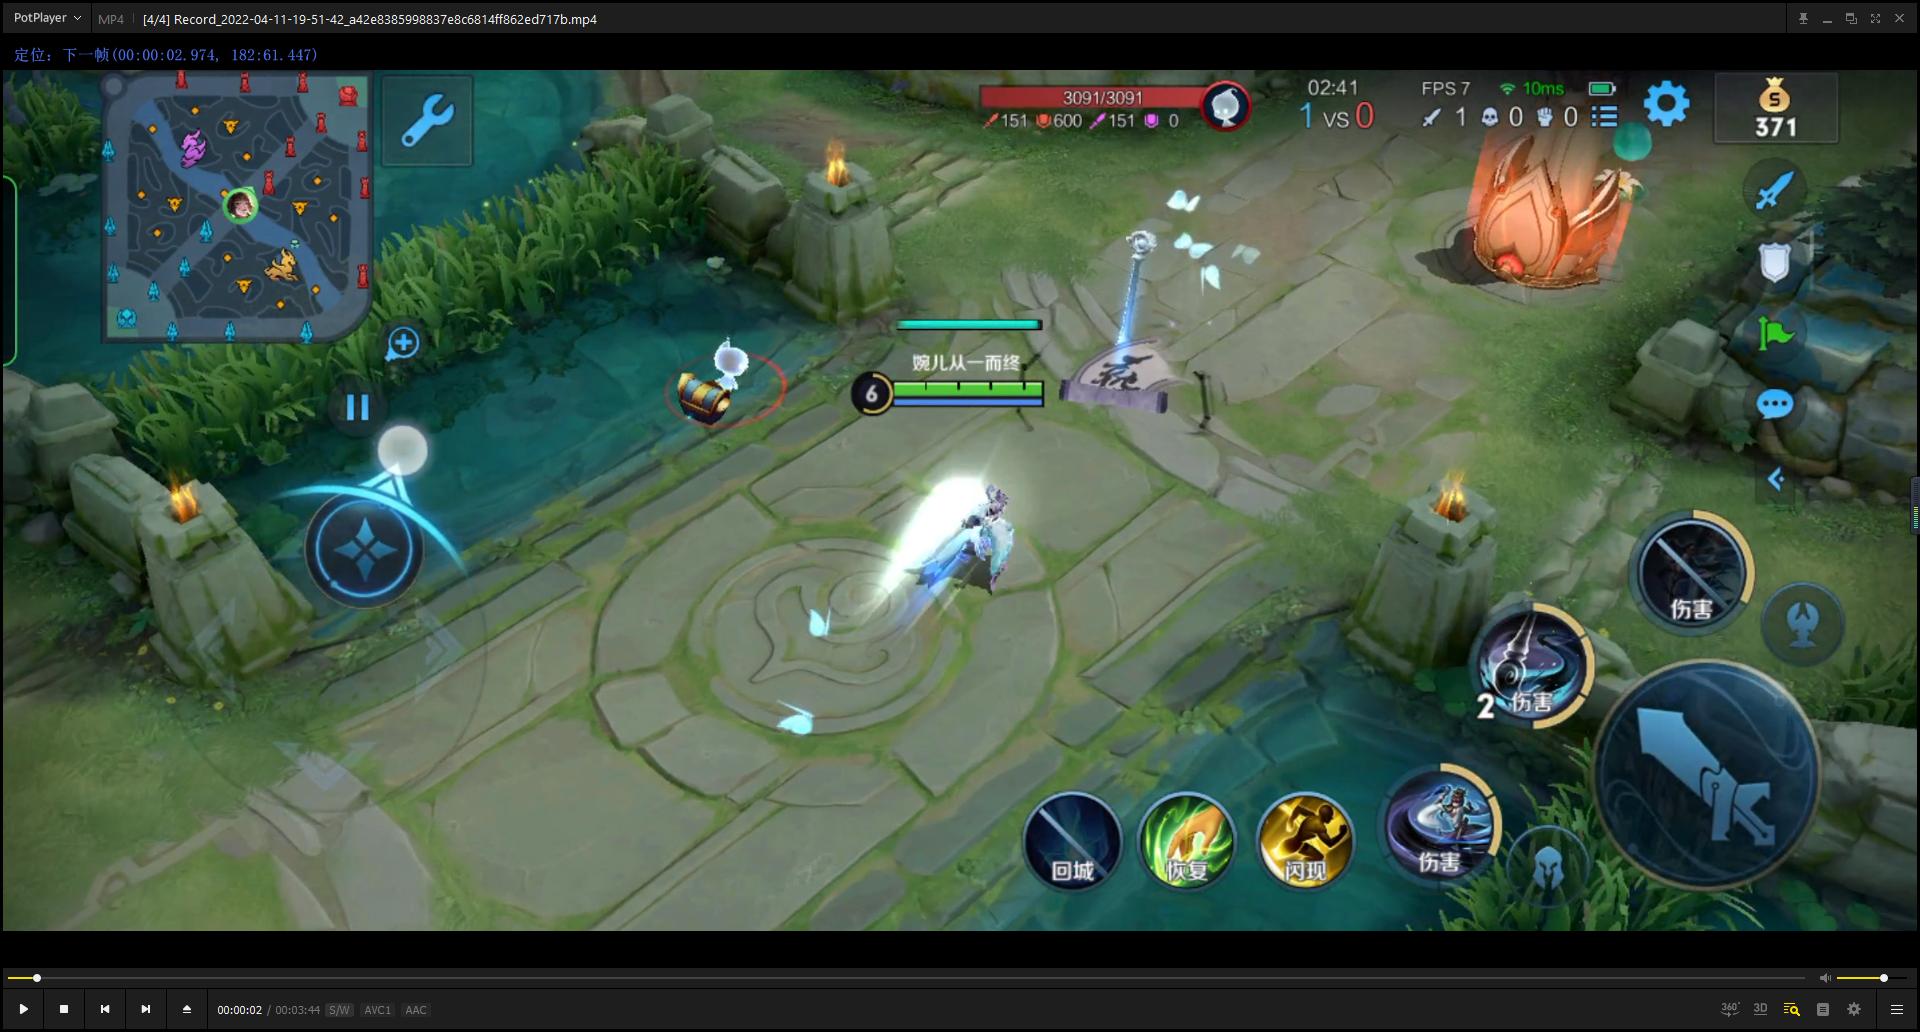 PotPlayer MP4 [4/4] Record_2022-04-11-19-51-42_a42e8385998837e8c6814ff862ed717b.mp4
定位: 下一帧(00:00:02.974, 182:61.447)
3091/3091
151 600 151 0
02:41
1 VS 0
FPS 7 10ms
1 0 0
371
婉儿从一而终
6
伤害
2 伤害
伤害
回城 恢复 闪现
00:00:02 / 00:03:44 S/W AVC1 AAC
360° 3D